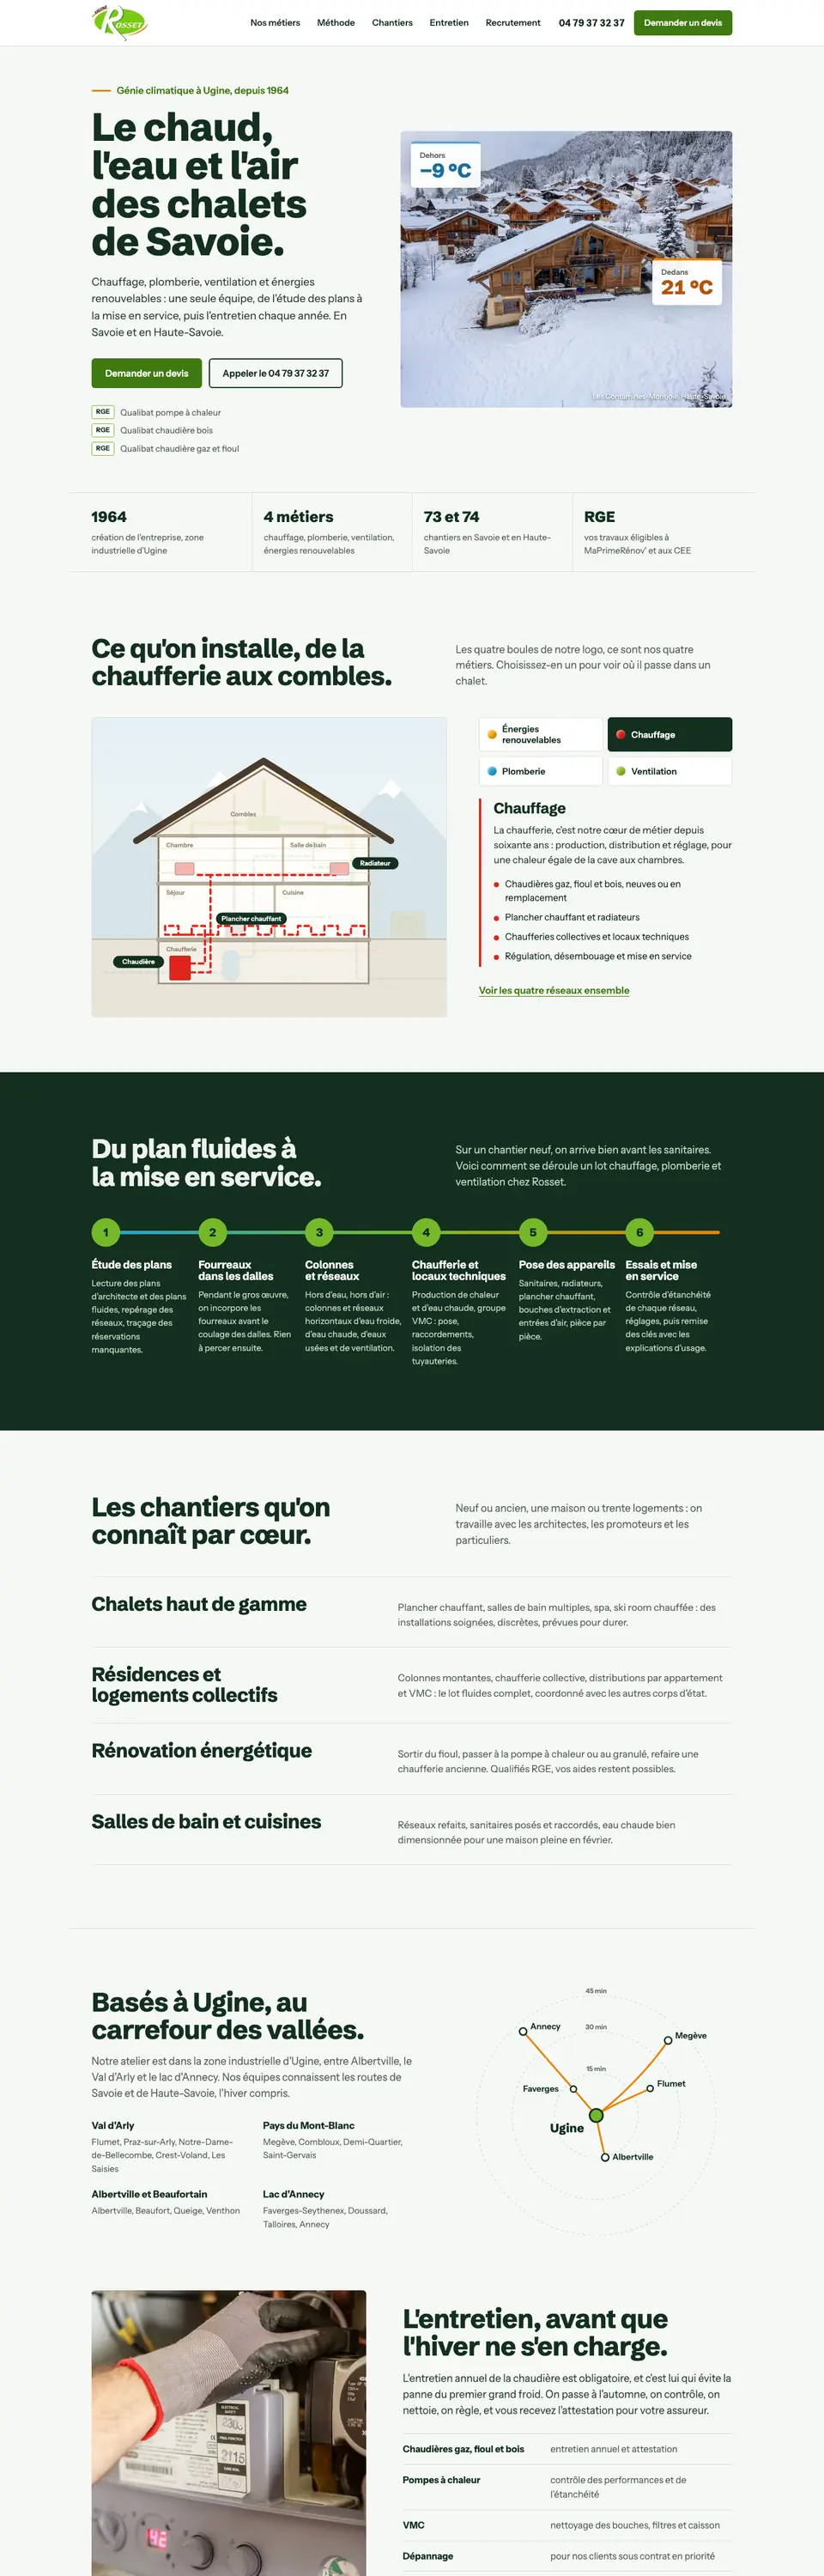 ROSSET
Nos métiers Méthode Chantiers Entretien Recrutement 04 79 37 32 37 Demander un devis
Génie climatique à Ugine, depuis 1964
Le chaud,
l'eau et l'air
des chalets
de Savoie.
Chauffage, plomberie, ventilation et énergies
renouvelables : une seule équipe, de l'étude des plans à
la mise en service, puis l'entretien chaque année. En
Savoie et en Haute-Savoie.
Demander un devis
Appeler le 04 79 37 32 37
RGE Qualibat pompe à chaleur
RGE Qualibat chaudière bois
RGE Qualibat chaudière gaz et fioul
Dehors
−9 °C
Dedans
21 °C
Les Contamines-Montjoie, Haute-Savoie
1964
création de l'entreprise, zone
industrielle d'Ugine
4 métiers
chauffage, plomberie, ventilation,
énergies renouvelables
73 et 74
chantiers en Savoie et en Haute-
Savoie
RGE
vos travaux éligibles à
MaPrimeRénov' et aux CEE
Ce qu'on installe, de la
chaufferie aux combles.
Les quatre boules de notre logo, ce sont nos quatre
métiers. Choisissez-en un pour voir où il passe dans un
chalet.
Combles
Chambre
Salle de bain
Radiateur
Séjour
Cuisine
Plancher chauffant
Chaufferie
Chaudière
Énergies
renouvelables
Chauffage
Plomberie
Ventilation
Chauffage
La chaufferie, c'est notre cœur de métier depuis
soixante ans : production, distribution et réglage, pour
une chaleur égale de la cave aux chambres.
Chaudières gaz, fioul et bois, neuves ou en
remplacement
Plancher chauffant et radiateurs
Chaufferies collectives et locaux techniques
Régulation, désembouage et mise en service
Voir les quatre réseaux ensemble
Du plan fluides à
la mise en service.
Sur un chantier neuf, on arrive bien avant les sanitaires.
Voici comment se déroule un lot chauffage, plomberie et
ventilation chez Rosset.
1
Étude des plans
Lecture des plans
d'architecte et des plans
fluides, repérage des
réseaux, traçage des
réservations
manquantes.
2
Fourreaux
dans les dalles
Pendant le gros œuvre,
on incorpore les
fourreaux avant le
coulage des dalles. Rien
à percer ensuite.
3
Colonnes
et réseaux
Hors d'eau, hors d'air :
colonnes et réseaux
horizontaux d'eau froide,
d'eau chaude, d'eaux
usées et de ventilation.
4
Chaufferie et
locaux techniques
Production de chaleur
et d'eau chaude, groupe
VMC : pose,
raccordements,
isolation des
tuyauteries.
5
Pose des appareils
Sanitaires, radiateurs,
plancher chauffant,
bouches d'extraction et
entrées d'air, pièce par
pièce.
6
Essais et mise
en service
Contrôle d'étanchéité
de chaque réseau,
réglages, puis remise
des clés avec les
explications d'usage.
Les chantiers qu'on
connaît par cœur.
Neuf ou ancien, une maison ou trente logements : on
travaille avec les architectes, les promoteurs et les
particuliers.
Chalets haut de gamme
Plancher chauffant, salles de bain multiples, spa, ski room chauffée : des
installations soignées, discrètes, prévues pour durer.
Résidences et
logements collectifs
Colonnes montantes, chaufferie collective, distributions par appartement
et VMC : le lot fluides complet, coordonné avec les autres corps d'état.
Rénovation énergétique
Sortir du fioul, passer à la pompe à chaleur ou au granulé, refaire une
chaufferie ancienne. Qualifiés RGE, vos aides restent possibles.
Salles de bain et cuisines
Réseaux refaits, sanitaires posés et raccordés, eau chaude bien
dimensionnée pour une maison pleine en février.
Basés à Ugine, au
carrefour des vallées.
Notre atelier est dans la zone industrielle d'Ugine, entre Albertville, le
Val d'Arly et le lac d'Annecy. Nos équipes connaissent les routes de
Savoie et de Haute-Savoie, l'hiver compris.
Val d'Arly
Flumet, Praz-sur-Arly, Notre-Dame-
de-Bellecombe, Crest-Voland, Les
Saisies
Pays du Mont-Blanc
Megève, Combloux, Demi-Quartier,
Saint-Gervais
Albertville et Beaufortain
Albertville, Beaufort, Queige, Venthon
Lac d'Annecy
Faverges-Seythenex, Doussard,
Talloires, Annecy
45 min
30 min
15 min
Annecy
Megève
Faverges
Flumet
Ugine
Albertville
2115
L'entretien, avant que
l'hiver ne s'en charge.
L'entretien annuel de la chaudière est obligatoire, et c'est lui qui évite la
panne du premier grand froid. On passe à l'automne, on contrôle, on
nettoie, on règle, et vous recevez l'attestation pour votre assureur.
Chaudières gaz, fioul et bois entretien annuel et attestation
Pompes à chaleur contrôle des performances et de
l'étanchéité
VMC nettoyage des bouches, filtres et caisson
Dépannage pour nos clients sous contrat en priorité